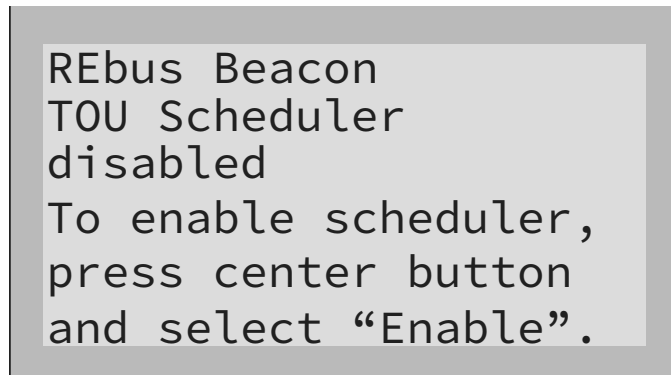 REbus Beacon
TOU Scheduler
disabled
To enable scheduler,
press center button
and select “Enable”.